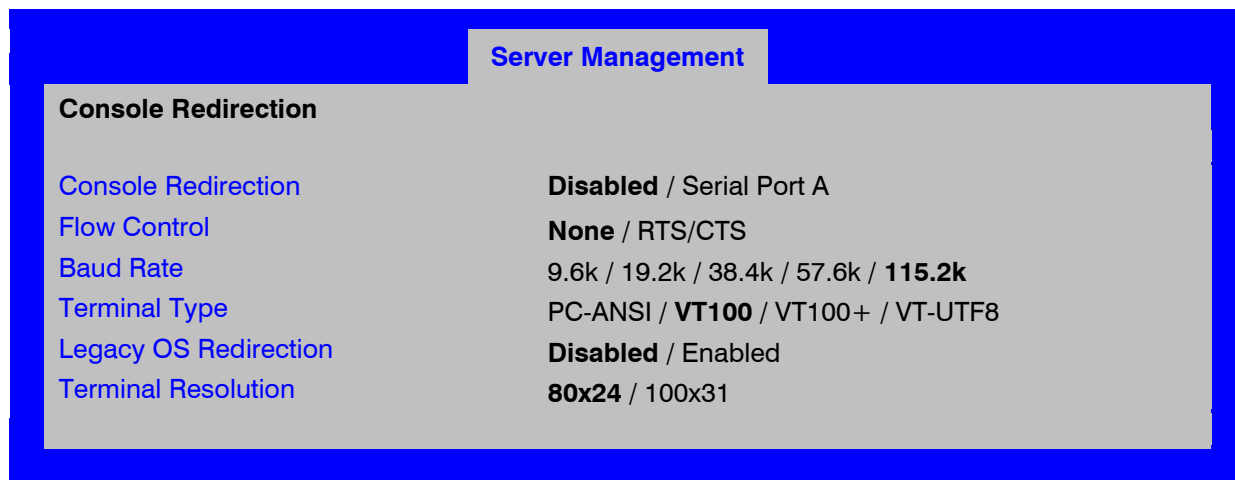 Server Management
Console Redirection
Console Redirection Disabled / Serial Port A
Flow Control None / RTS/CTS
Baud Rate 9.6k / 19.2k / 38.4k / 57.6k / 115.2k
Terminal Type PC-ANSI / VT100 / VT100+ / VT-UTF8
Legacy OS Redirection Disabled / Enabled
Terminal Resolution 80x24 / 100x31